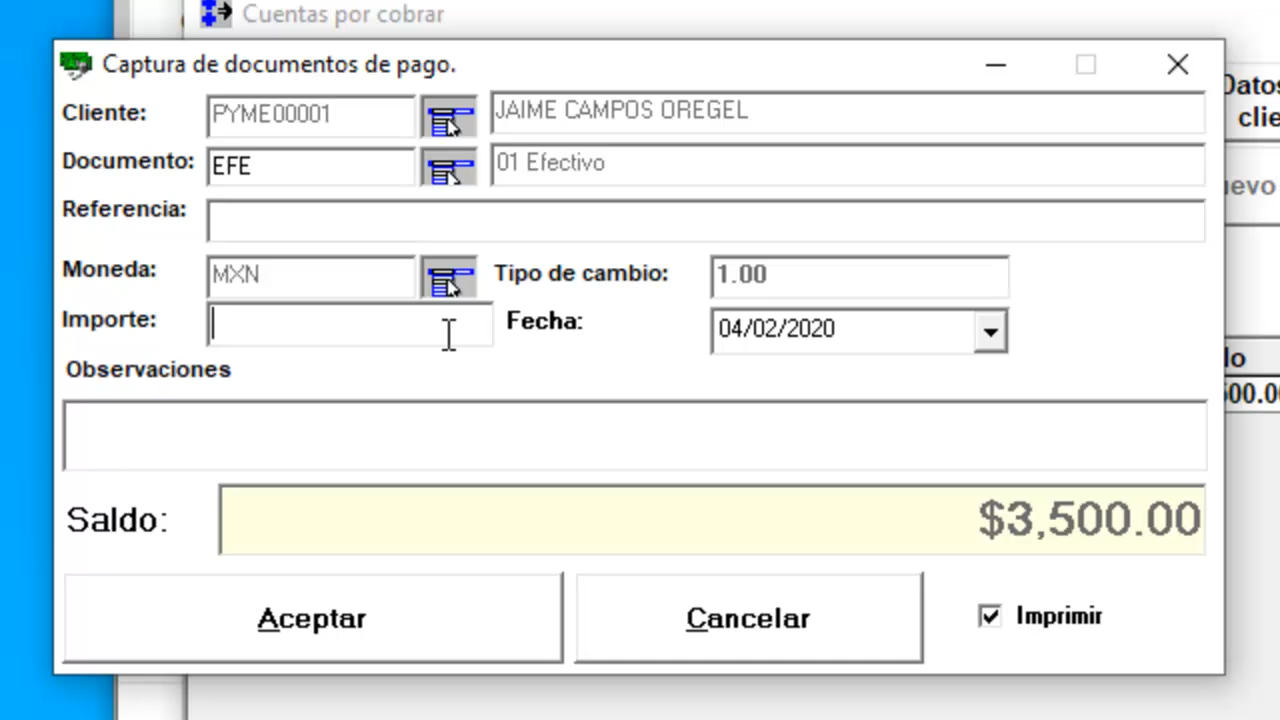 Cuentas por cobrar
Captura de documentos de pago.
Datos
clie
Cliente: PYME00001 JAIME CAMPOS OREGEL
Documento: EFE 01 Efectivo
Referencia:
Moneda: MXN Tipo de cambio: 1.00
Importe: Fecha: 04/02/2020
Observaciones
Saldo: $3,500.00
Aceptar Cancelar Imprimir